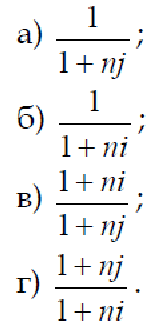 а) 1/(1 + nj) ;
б) 1/(1 + ni) ;
в) (1 + ni)/(1 + nj) ;
г) (1 + nj)/(1 + ni) .